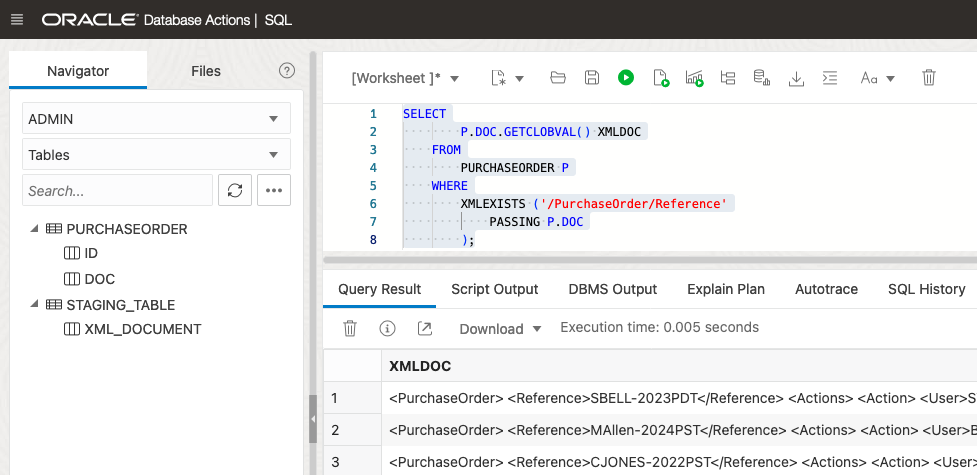 ORACLE Database Actions | SQL
Navigator
Files
?
ADMIN
Tables
Search...
PURCHASEORDER
ID
DOC
STAGING_TABLE
XML_DOCUMENT
[Worksheet ]*
Aa
1 SELECT
2 P.DOC.GETCLOBVAL() XMLDOC
3 FROM
4 PURCHASEORDER P
5 WHERE
6 XMLEXISTS ('/PurchaseOrder/Reference'
7 PASSING P.DOC
8 );
Query Result Script Output DBMS Output Explain Plan Autotrace SQL History
Download Execution time: 0.005 seconds
XMLDOC
1 <PurchaseOrder> <Reference>SBELL-2023PDT</Reference> <Actions> <Action> <User>S
2 <PurchaseOrder> <Reference>MAllen-2024PST</Reference> <Actions> <Action> <User>B
3 <PurchaseOrder> <Reference>CJONES-2022PST</Reference> <Actions> <Action> <User>